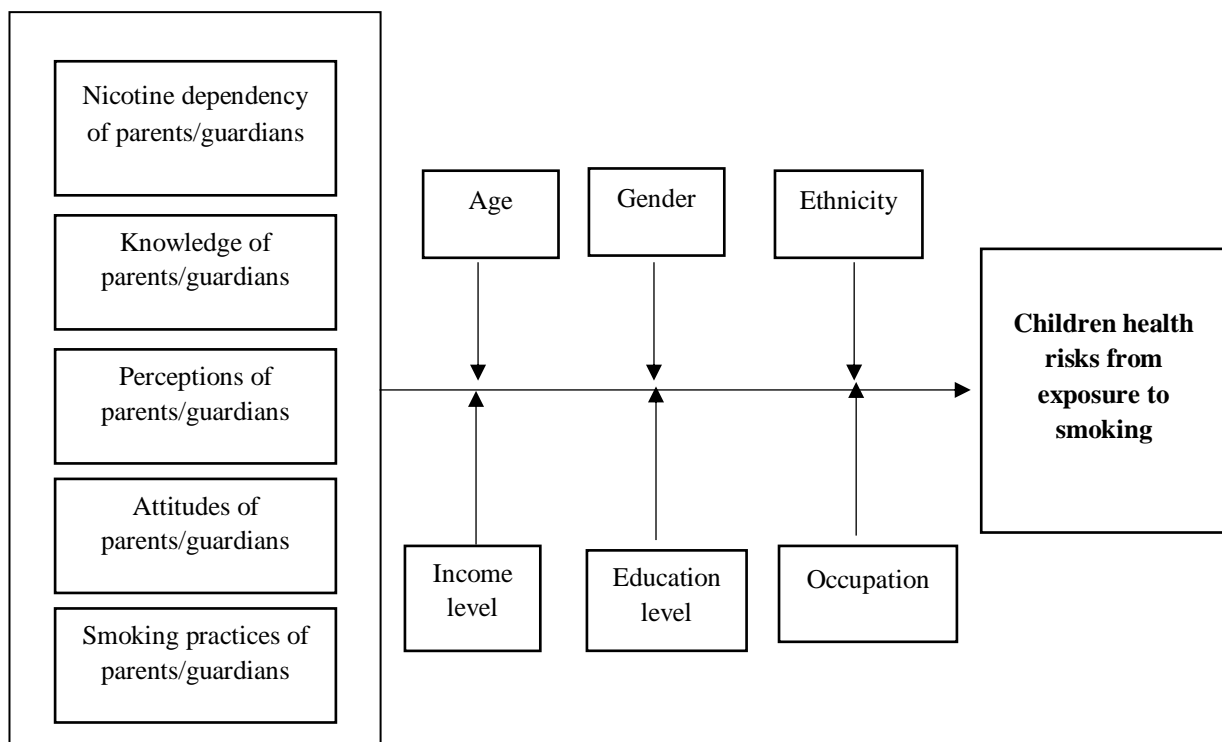 Nicotine dependency
of parents/guardians
Knowledge of
parents/guardians
Perceptions of
parents/guardians
Attitudes of
parents/guardians
Smoking practices of
parents/guardians
Age
Gender
Ethnicity
Income
level
Education
level
Occupation
Children health
risks from
exposure to
smoking